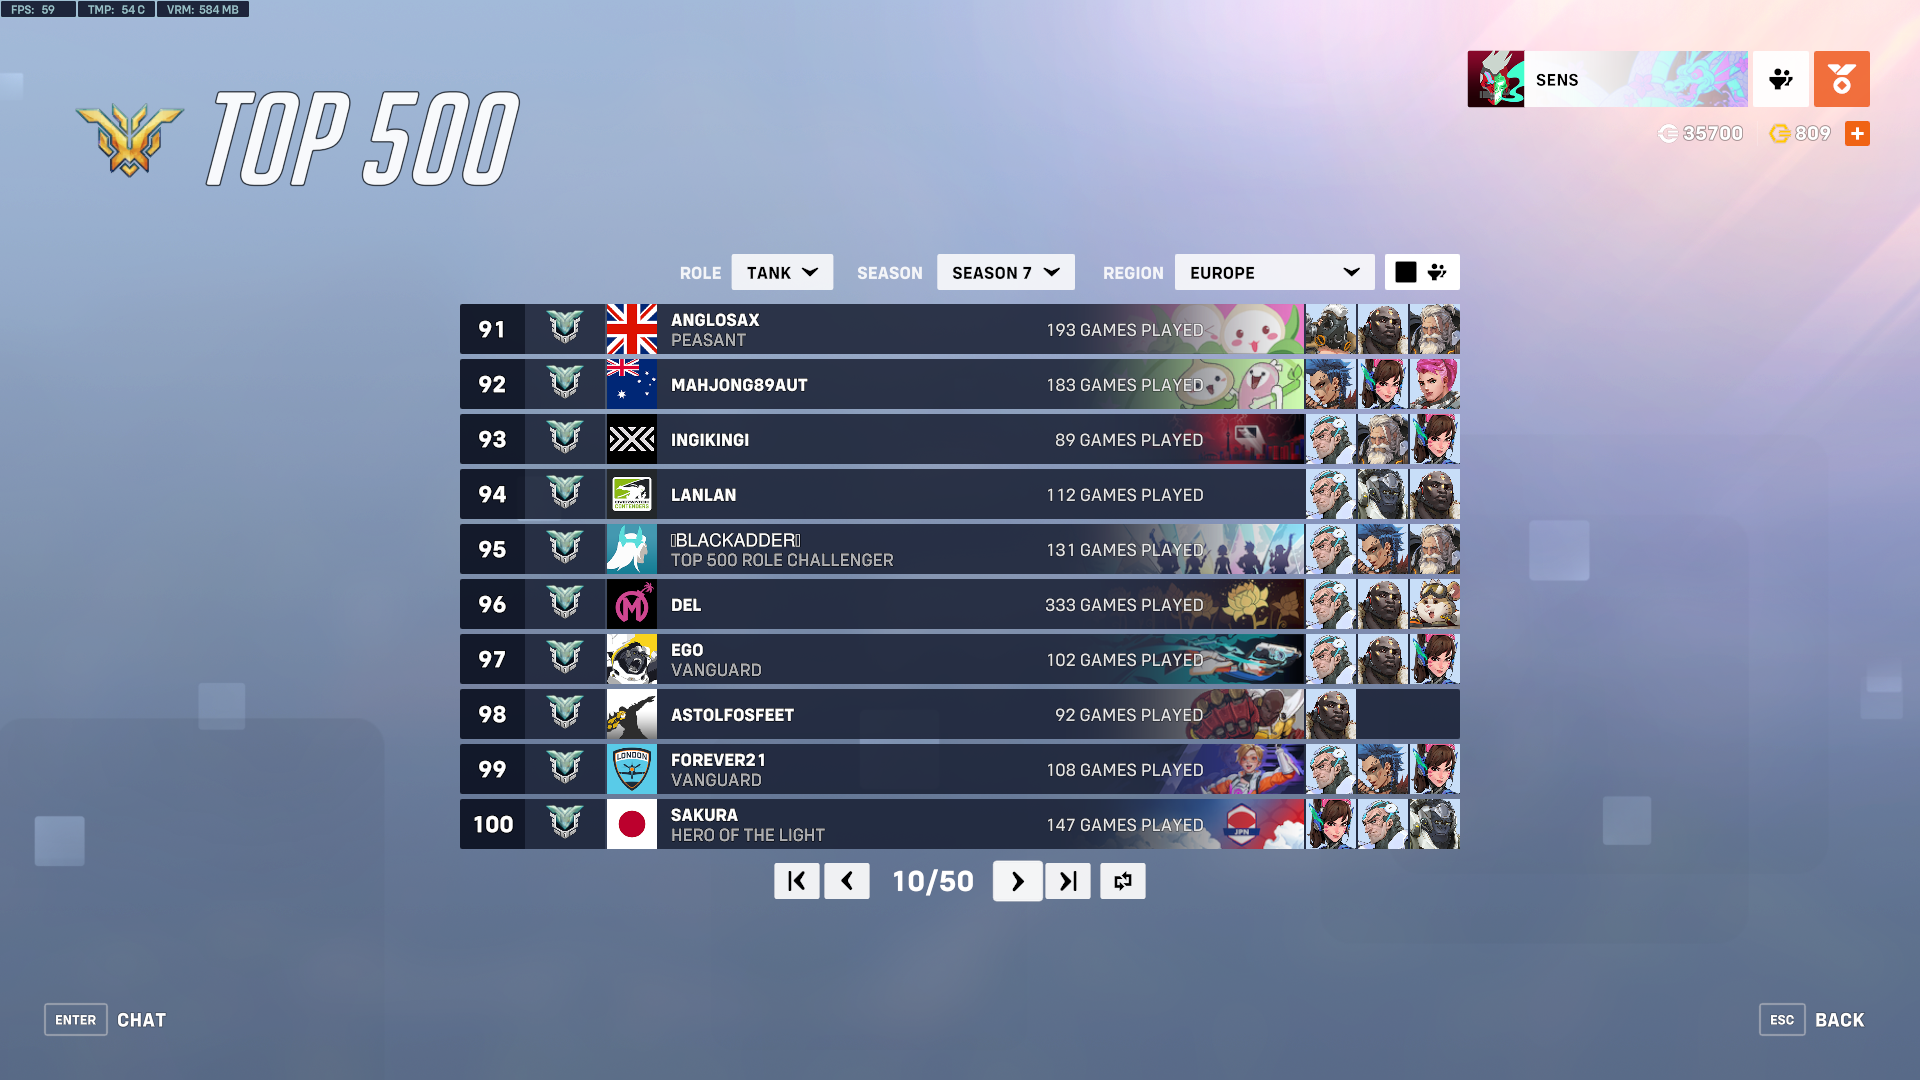 FPS: 59 TMP: 54 C VRM: 584 MB
TOP 500
SENS
35700 809
ROLE TANK SEASON SEASON 7 REGION EUROPE
91 ANGLOSAX 193 GAMES PLAYED
PEASANT
92 MAHJONG89AUT 183 GAMES PLAYED
93 INGIKINGI 89 GAMES PLAYED
94 LANLAN 112 GAMES PLAYED
CONTENDERS
95 BLACKADDER 131 GAMES PLAYED
TOP 500 ROLE CHALLENGER
96 DEL 333 GAMES PLAYED
97 EGO 102 GAMES PLAYED
VANGUARD
98 ASTOLFOSFEET 92 GAMES PLAYED
99 LONDON FOREVER21 108 GAMES PLAYED
VANGUARD
100 SAKURA 147 GAMES PLAYED
HERO OF THE LIGHT
JPN
10/50
ENTER CHAT
ESC BACK